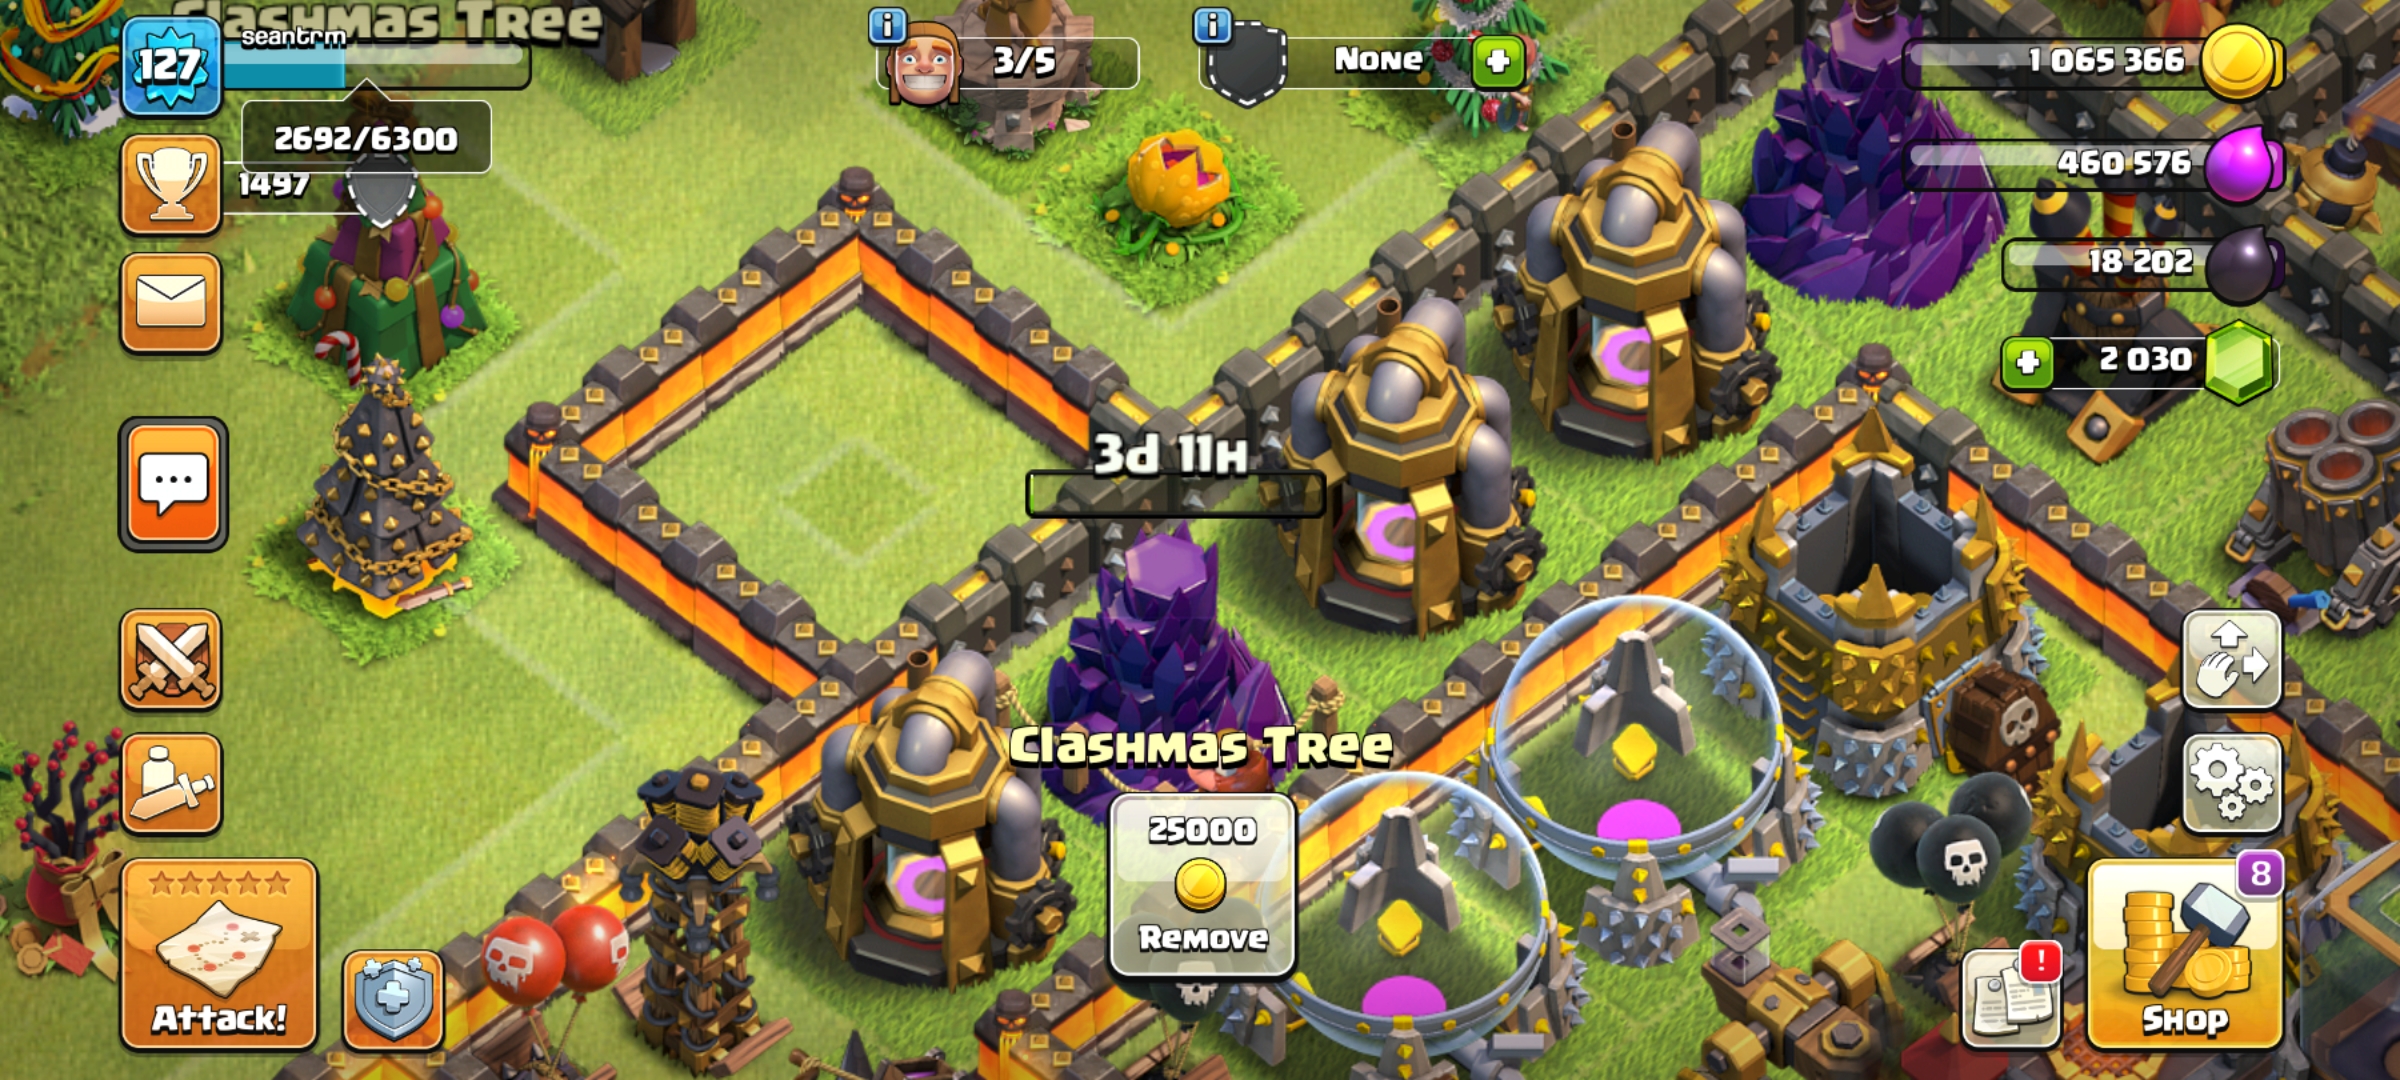 Clashmas Tree
seantrm
127
3/5
None
1 065 366
2692/6300
460 576
1497
18 202
2 030
3d 11H
Clashmas Tree
25000
Remove
8
!
Attack!
Shop